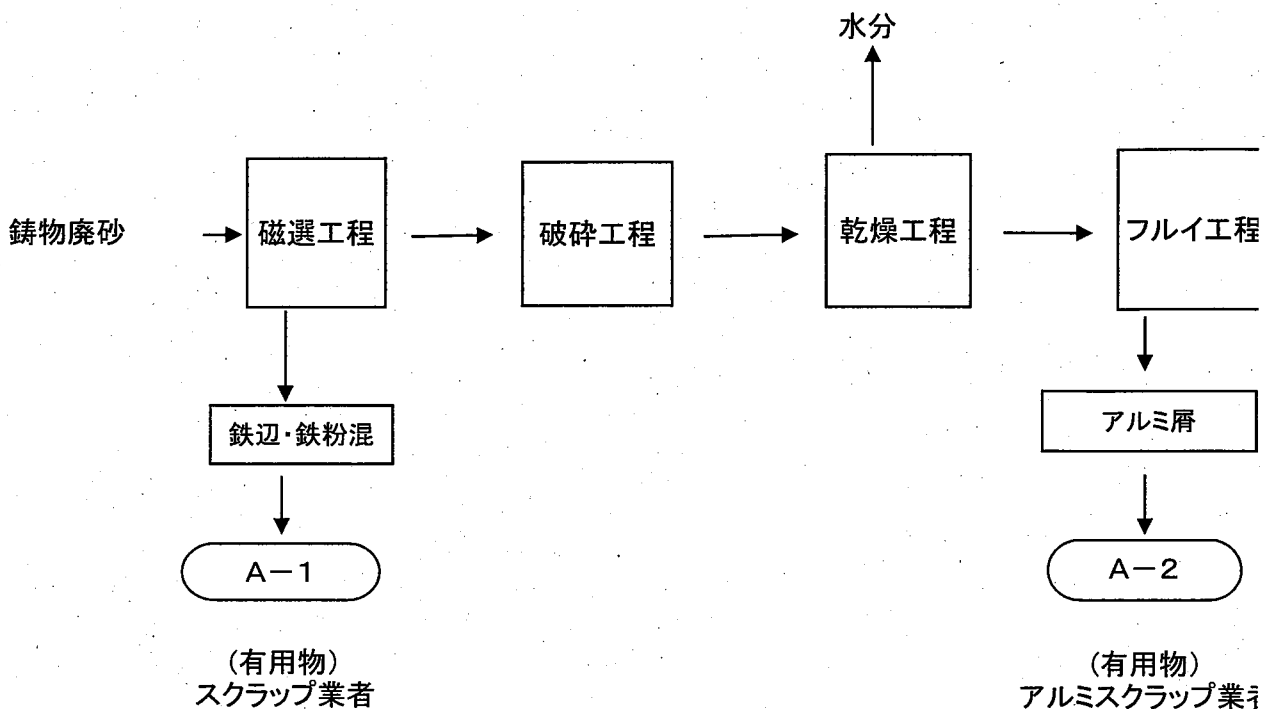 水分
鋳物廃砂
磁選工程
破砕工程
乾燥工程
フルイ工程
鉄辺・鉄粉混
アルミ屑
A-1
A-2
(有用物)
スクラップ業者
(有用物)
アルミスクラップ業者